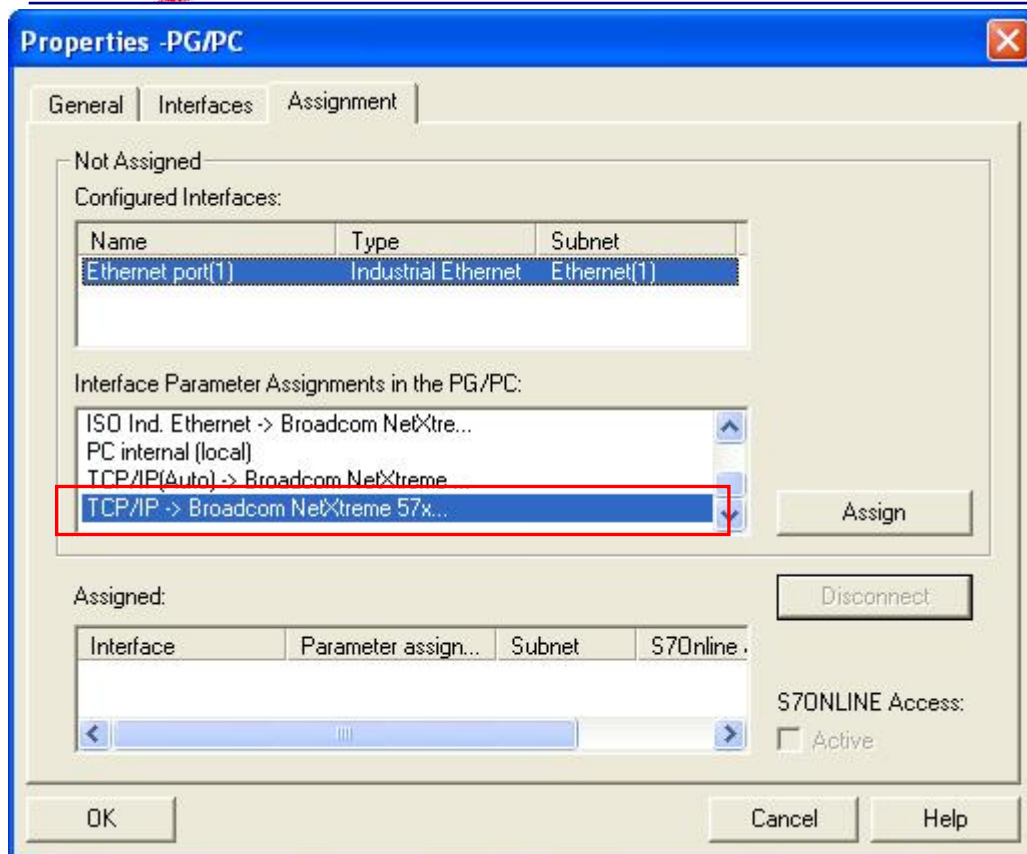 Properties -PG/PC
General Interfaces Assignment
Not Assigned
Configured Interfaces:
Name Type Subnet
Ethernet port(1) Industrial Ethernet Ethernet(1)
Interface Parameter Assignments in the PG/PC:
ISO Ind. Ethernet -> Broadcom NetXtre...
PC internal (local)
TCP/IP(Auto) -> Broadcom NetXtreme ...
TCP/IP -> Broadcom NetXtreme 57x...
Assign
Assigned:
Disconnect
Interface Parameter assign... Subnet S7Online
S7ONLINE Access:
Active
OK Cancel Help